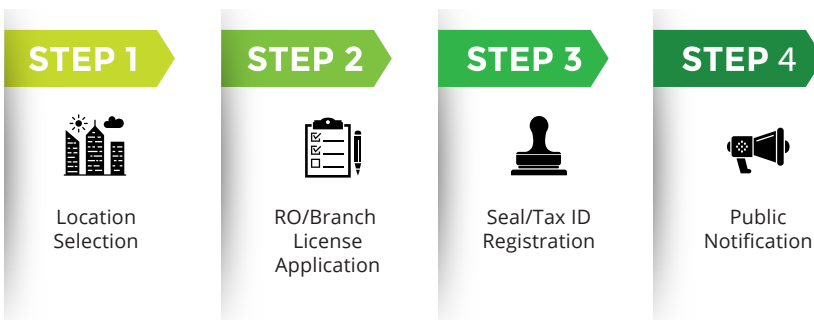 STEP 1
Location
Selection
STEP 2
RO/Branch
License
Application
STEP 3
Seal/Tax ID
Registration
STEP 4
Public
Notification